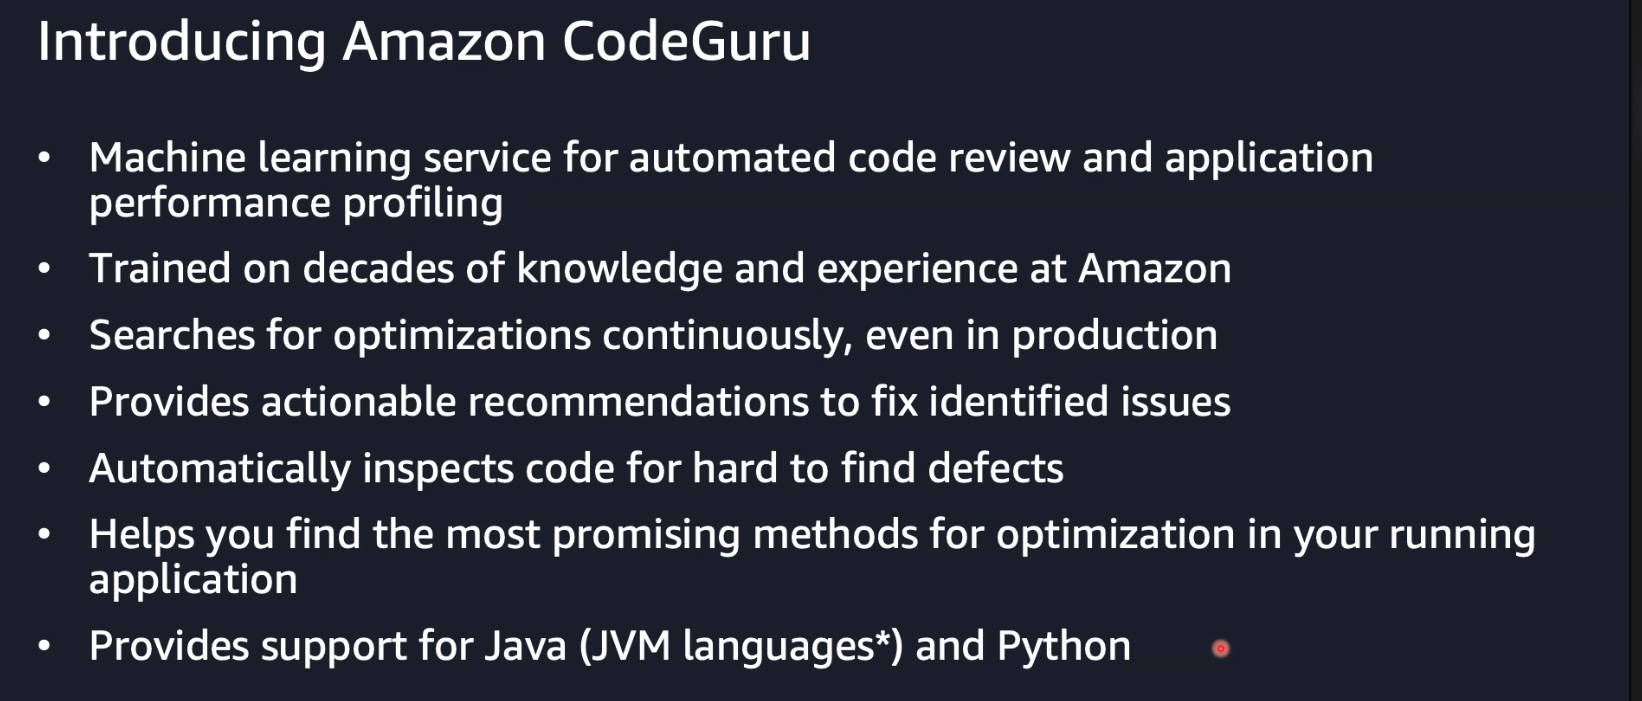 Introducing Amazon CodeGuru
• Machine learning service for automated code review and application
performance profiling
• Trained on decades of knowledge and experience at Amazon
• Searches for optimizations continuously, even in production
• Provides actionable recommendations to fix identified issues
• Automatically inspects code for hard to find defects
• Helps you find the most promising methods for optimization in your running
application
• Provides support for Java (JVM languages*) and Python